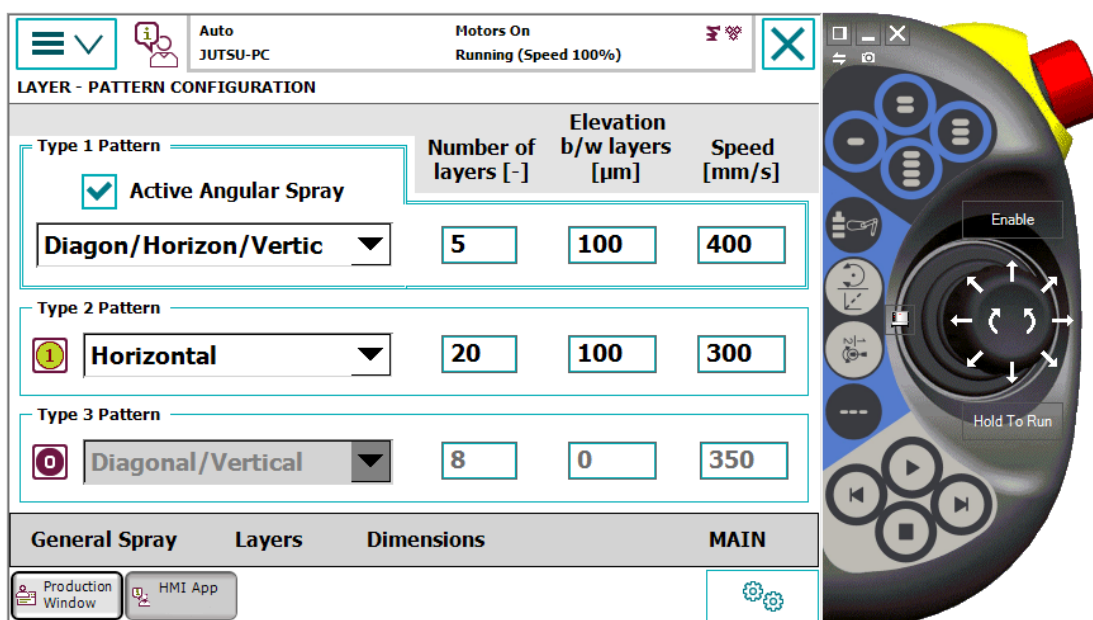 Auto
JUTSU-PC
Motors On
Running (Speed 100%)
LAYER - PATTERN CONFIGURATION
Number of layers [-]
Elevation b/w layers [µm]
Speed [mm/s]
Type 1 Pattern
Active Angular Spray
Diagon/Horizon/Vertic
5
100
400
Type 2 Pattern
1
Horizontal
20
100
300
Type 3 Pattern
0
Diagonal/Vertical
8
0
350
General Spray
Layers
Dimensions
MAIN
Production
Window
HMI App
Enable
Hold To Run